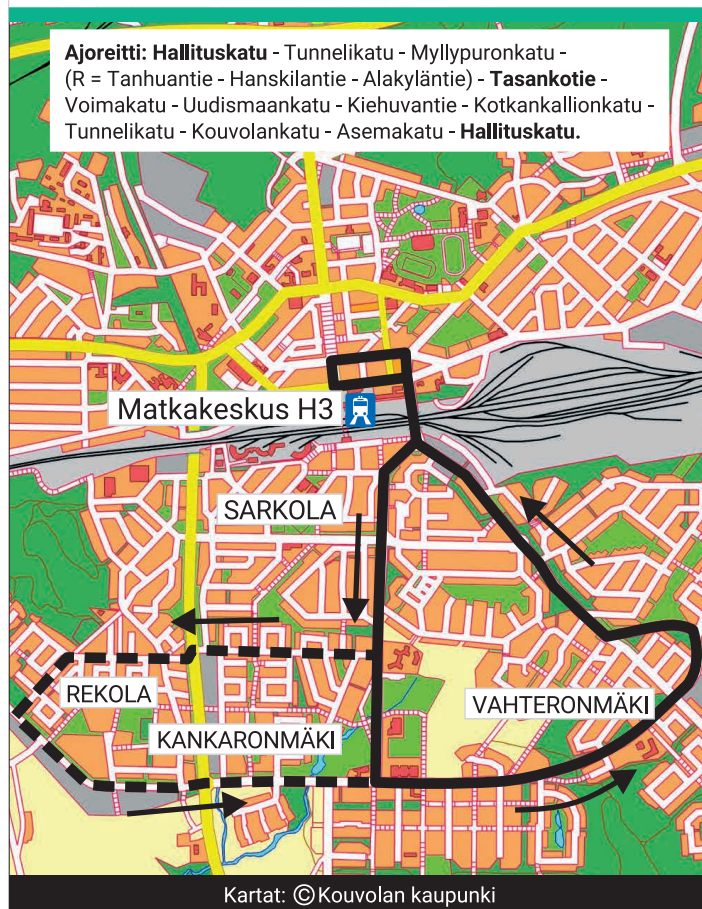 Ajoreitti: Hallituskatu - Tunnelikatu - Myllypuronkatu -
(R = Tanhuantie - Hanskilantie - Alakyläntie) - Tasankotie -
Voimakatu - Uudismaankatu - Kiehuvantie - Kotkankallionkatu -
Tunnelikatu - Kouvolankatu - Asemakatu - Hallituskatu.
Matkakeskus H3
SARKOLA
REKOLA
VAHTERONMÄKI
KANKARONMÄKI
Kartat: ©Kouvolan kaupunki